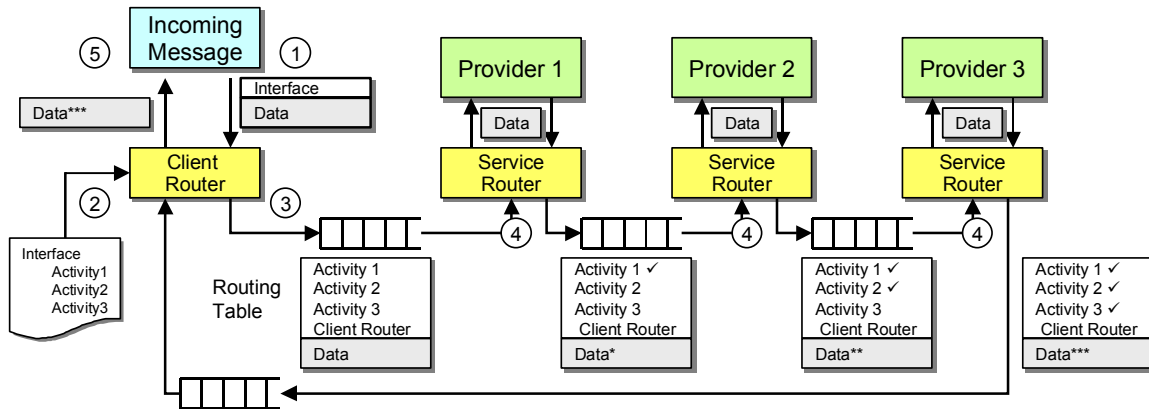 Incoming
Message
5
1
Interface
Data
Data***
Client
Router
2
3
Interface
Activity1
Activity2
Activity3
Routing
Table
Provider 1
Data
Service
Router
4
Provider 2
Data
Service
Router
4
Provider 3
Data
Service
Router
4
Activity 1
Activity 2
Activity 3
Client Router
Data
Activity 1 ✓
Activity 2
Activity 3
Client Router
Data*
Activity 1 ✓
Activity 2 ✓
Activity 3
Client Router
Data**
Activity 1 ✓
Activity 2 ✓
Activity 3 ✓
Client Router
Data***